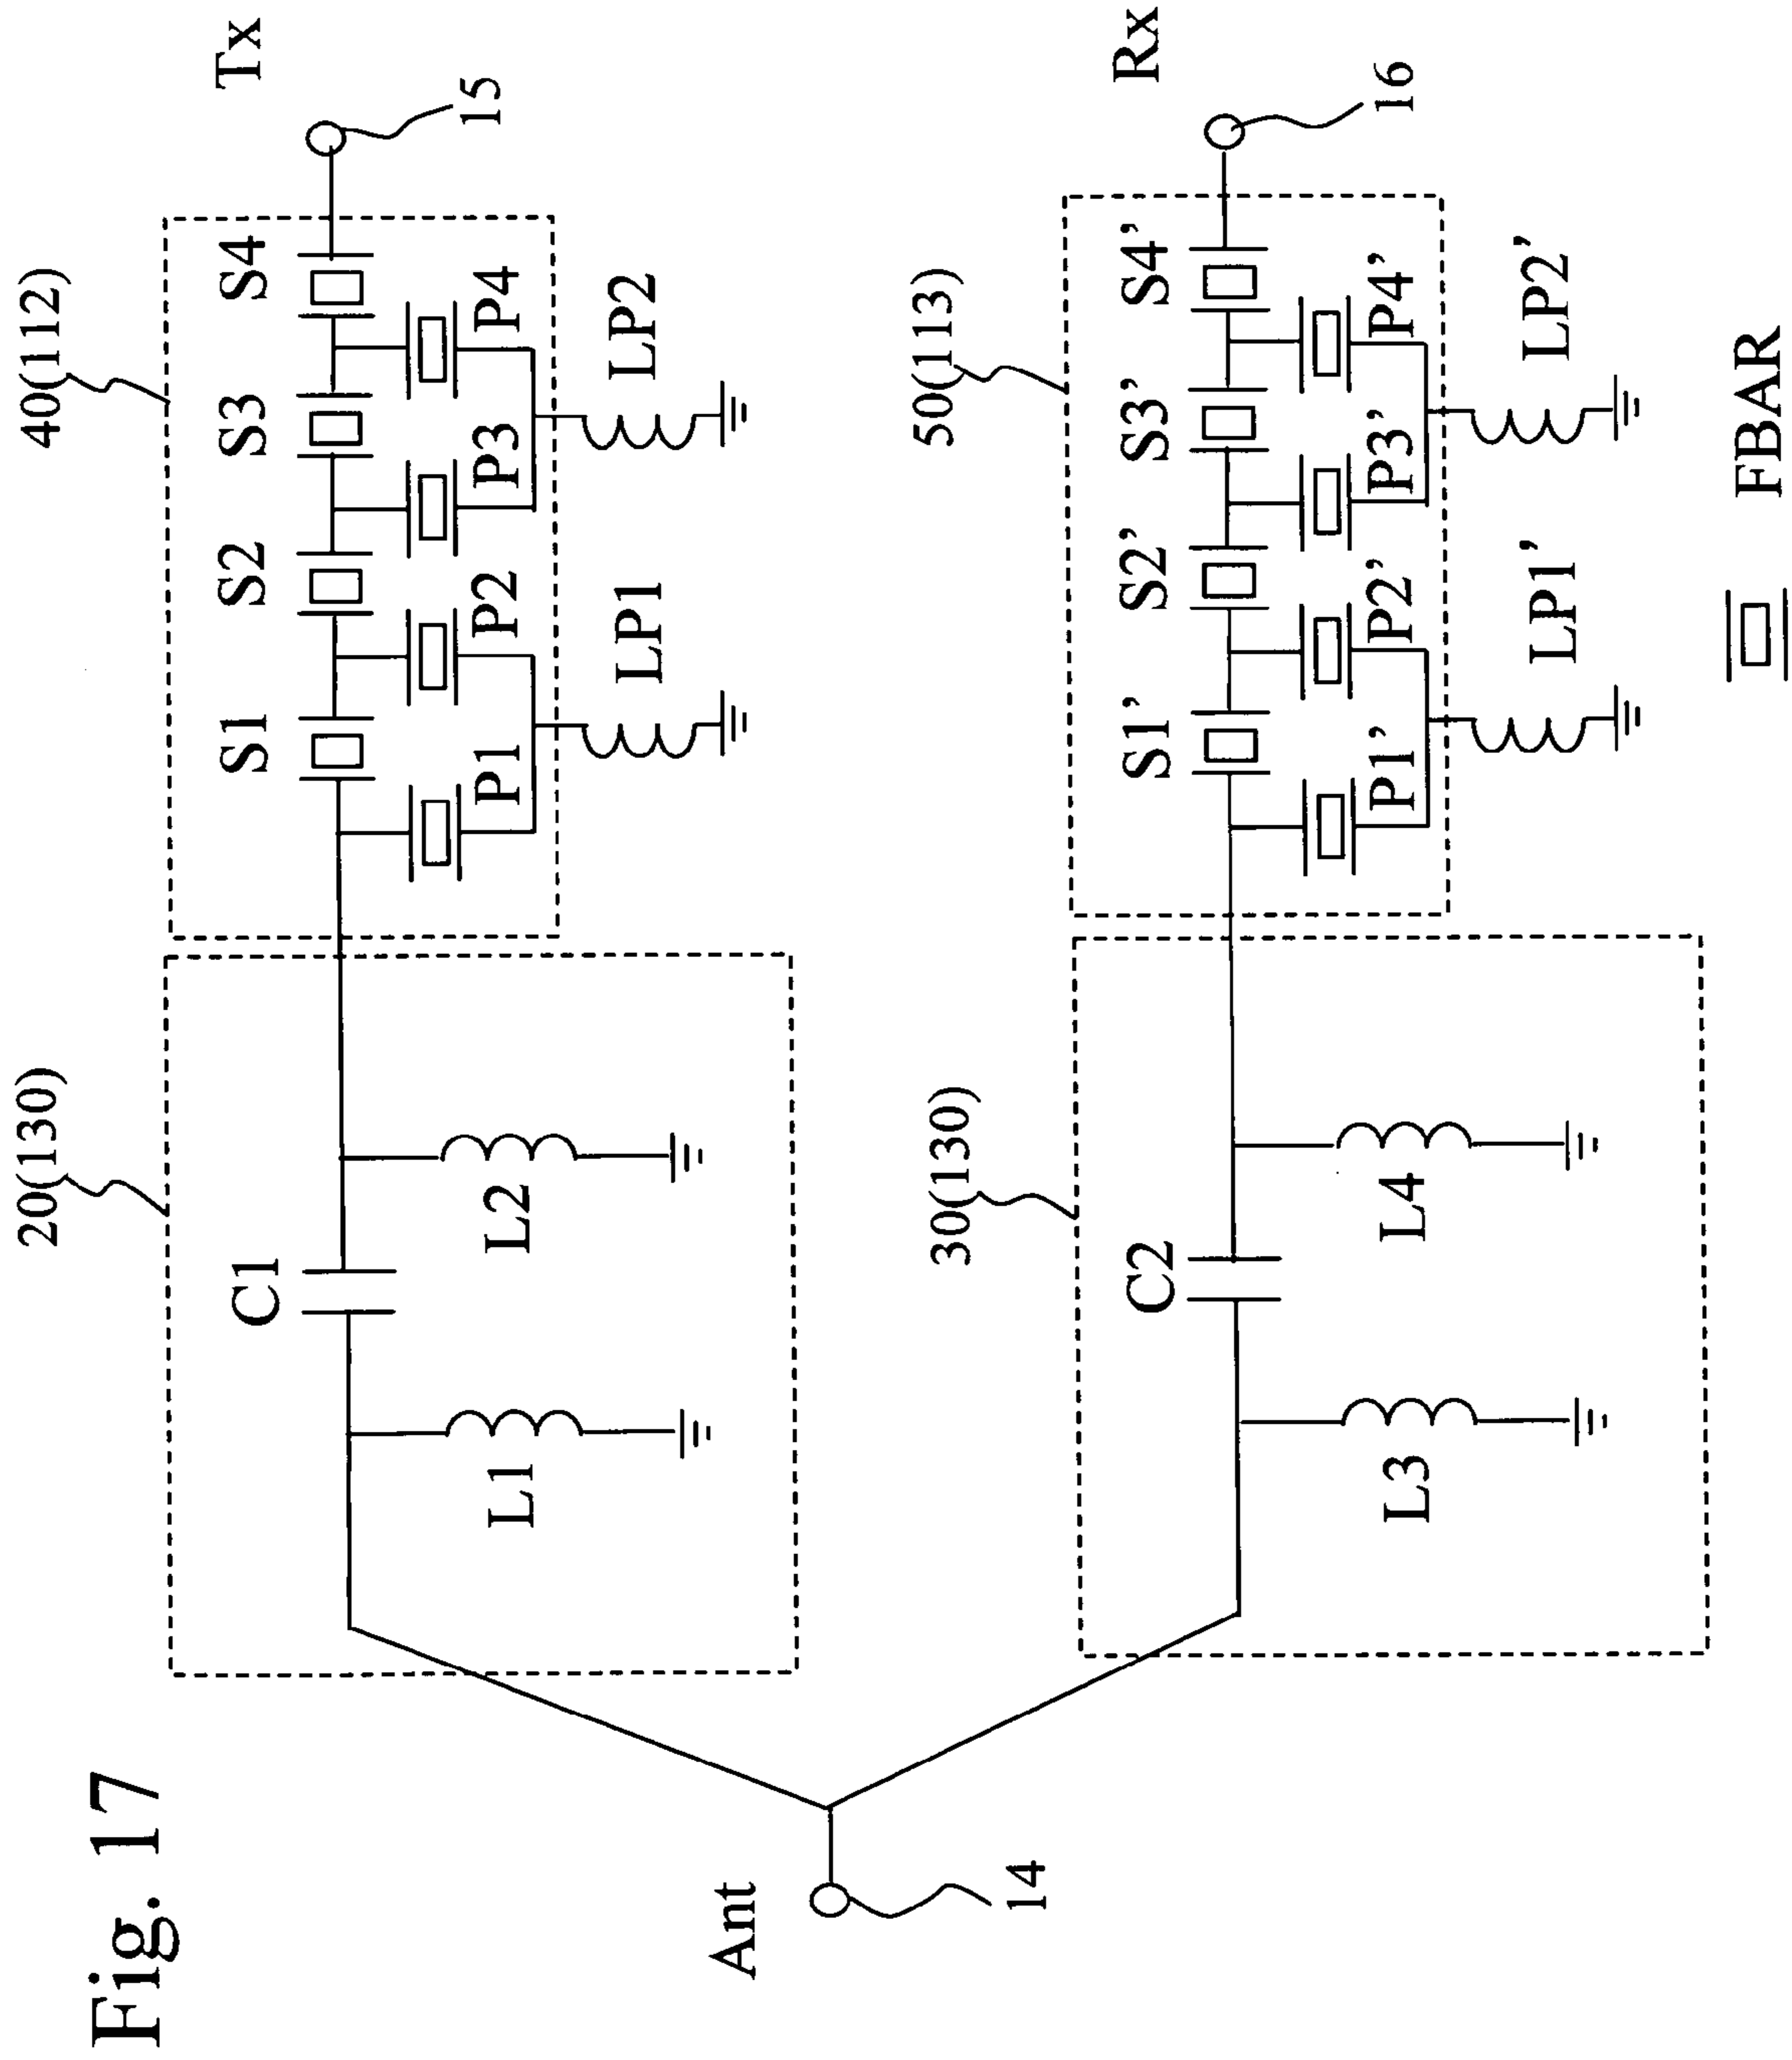 Fig. 17
20(130)
40(112)
Tx
C1
S1
S2
S3
S4
15
L1
L2
P1
P2
P3
P4
LP1
LP2
Ant
14
30(130)
50(113)
Rx
C2
S1'
S2'
S3'
S4'
16
L3
L4
P1'
P2'
P3'
P4'
LP1'
LP2'
FBAR